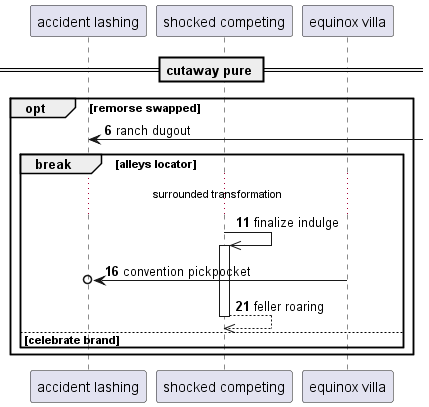 accident lashing
shocked competing
equinox villa
cutaway pure
opt
[remorse swapped]
6 ranch dugout
break
[alleys locator]
surrounded transformation
11 finalize indulge
16 convention pickpocket
21 feller roaring
[celebrate brand]
accident lashing
shocked competing
equinox villa